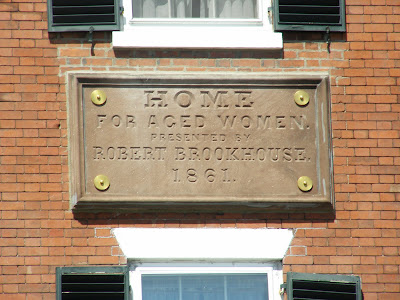 HOME
FOR AGED WOMEN.
PRESENTED BY
ROBERT BROOKHOUSE.
1861.